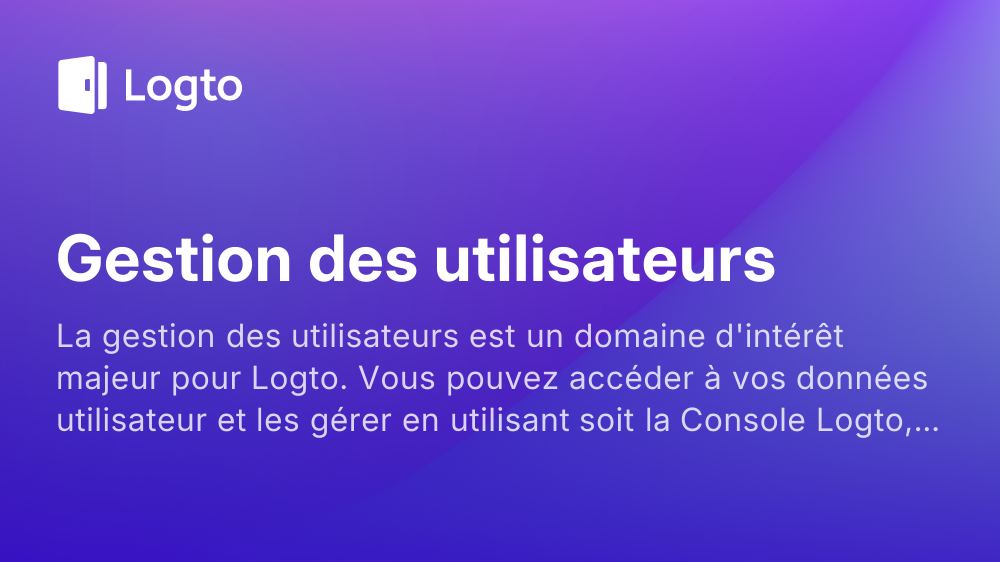 Logto
Gestion des utilisateurs
La gestion des utilisateurs est un domaine d'intérêt
majeur pour Logto. Vous pouvez accéder à vos données
utilisateur et les gérer en utilisant soit la Console Logto,...